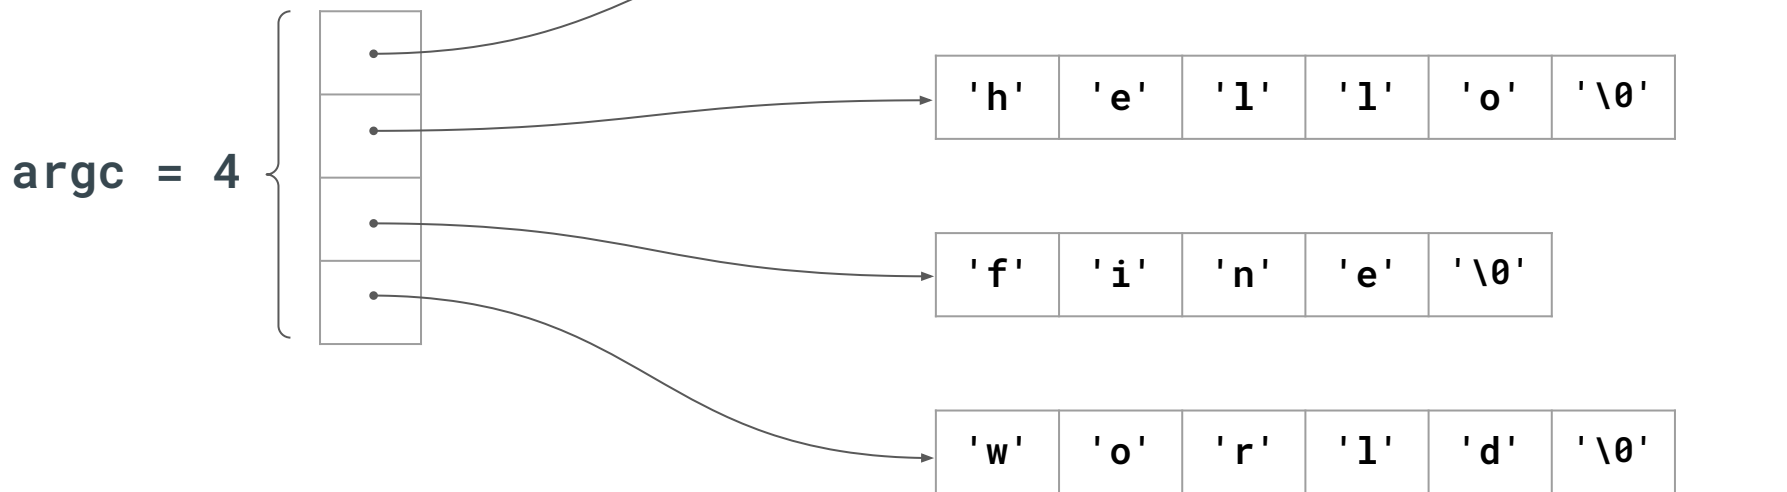 'h' 'e' 'l' 'l' 'o' '\0'
argc = 4
'f' 'i' 'n' 'e' '\0'
'w' 'o' 'r' 'l' 'd' '\0'